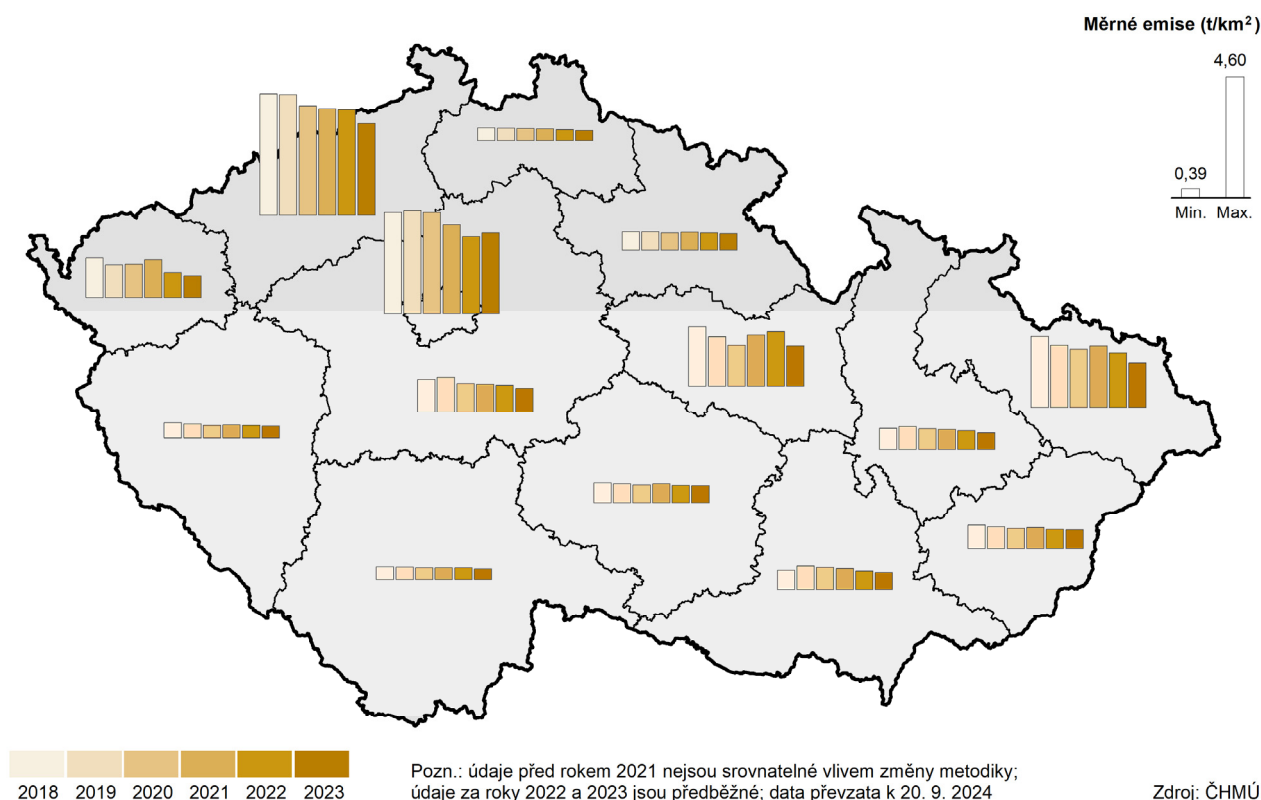 Měrné emise (t/km²)
4,60
0,39
Min. Max.
2018 2019 2020 2021 2022 2023
Pozn.: údaje před rokem 2021 nejsou srovnatelné vlivem změny metodiky;
údaje za roky 2022 a 2023 jsou předběžné; data převzata k 20. 9. 2024
Zdroj: ČHMÚ